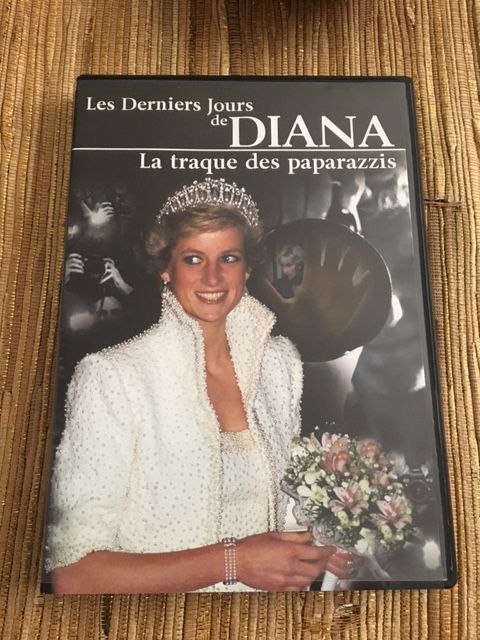 Les Derniers Jours
de DIANA
La traque des paparazzis